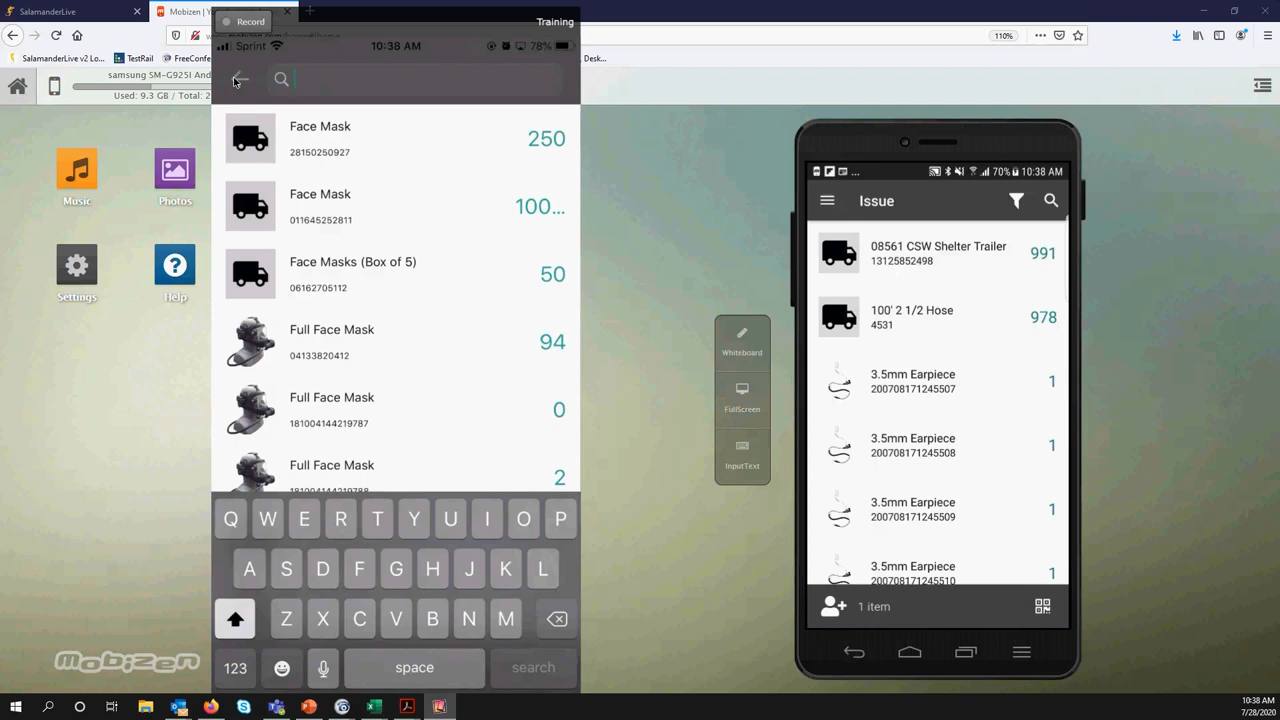 SalamanderLive
Mobizen | Yo
110%
SalamanderLive v2 Lo...
TestRail
FreeConfe
Desk...
samsung SM-G925I And
Used: 9.3 GB / Total: 2
Music
Photos
Settings
Help
MOBIZEN
Record
Training
Sprint
10:38 AM
78%
Face Mask
28150250927
250
Face Mask
011645252811
100...
Face Masks (Box of 5)
06162705112
50
Full Face Mask
04133820412
94
Full Face Mask
181004144219787
0
Full Face Mask
181004144219788
2
Q W E R T Y U I O P
A S D F G H J K L
Z X C V B N M
123
space
search
Whiteboard
FullScreen
InputText
... 70% 10:38 AM
Issue
08561 CSW Shelter Trailer
13125852498
991
100' 2 1/2 Hose
4531
978
3.5mm Earpiece
200708171245507
1
3.5mm Earpiece
200708171245508
1
3.5mm Earpiece
200708171245509
1
3.5mm Earpiece
200708171245510
1
1 item
10:38 AM
7/28/2020